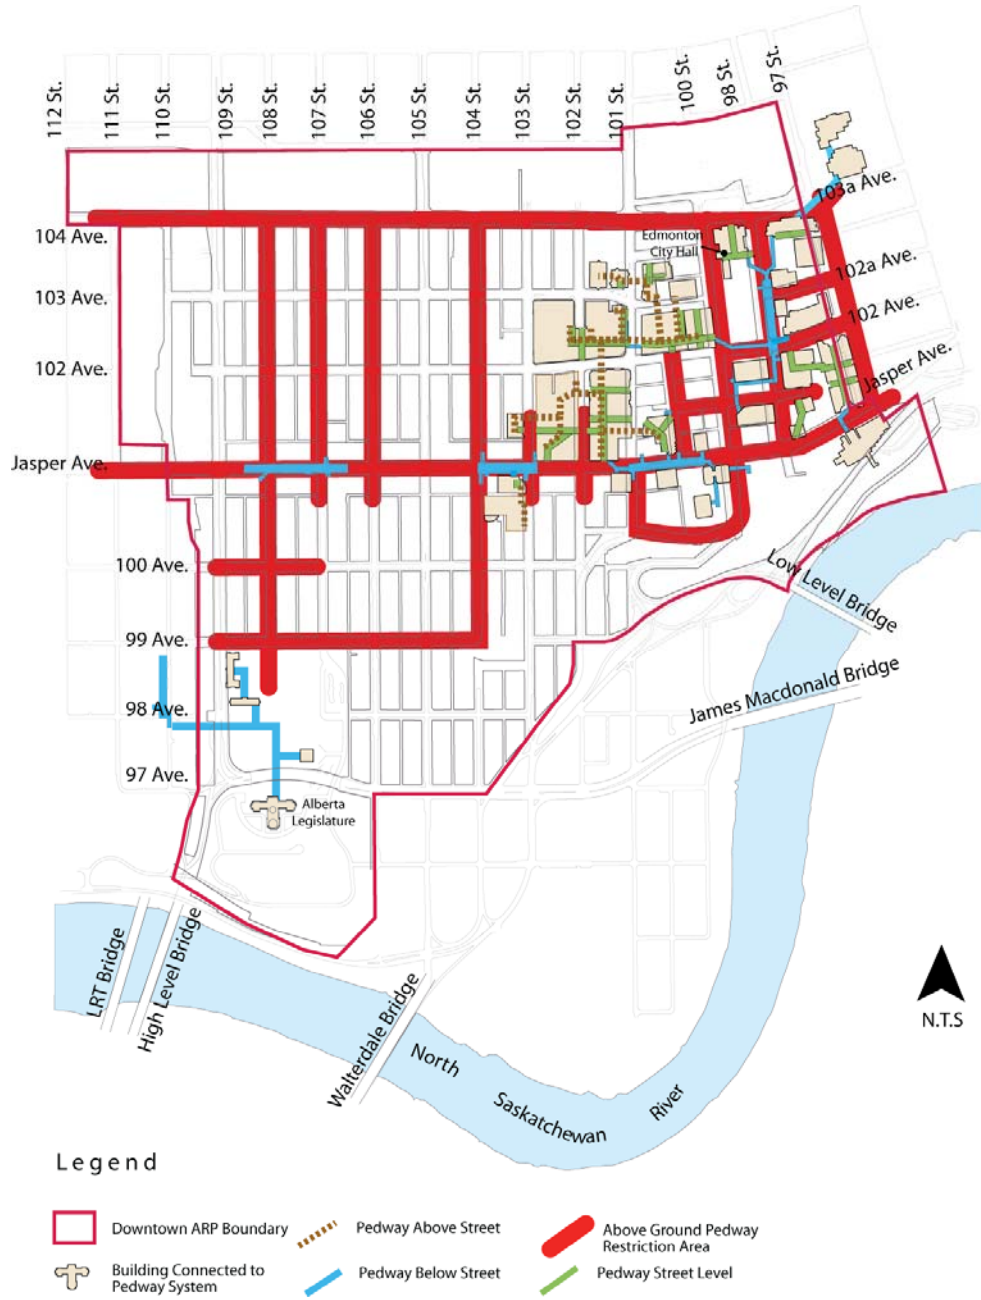 112 St.
111 St.
110 St.
109 St.
108 St.
107 St.
106 St.
105 St.
104 St.
103 St.
102 St.
101 St.
100 St.
98 St.
97 St.
103a Ave.
104 Ave.
Edmonton
City Hall
102a Ave.
103 Ave.
102 Ave.
102 Ave.
Jasper Ave.
Jasper Ave.
100 Ave.
Low Level Bridge
99 Ave.
James Macdonald Bridge
98 Ave.
97 Ave.
Alberta
Legislature
LRT Bridge
High Level Bridge
Walterdale Bridge
N.T.S
North
Saskatchewan
River
Legend
Downtown ARP Boundary
Pedway Above Street
Above Ground Pedway
Restriction Area
Building Connected to
Pedway System
Pedway Below Street
Pedway Street Level